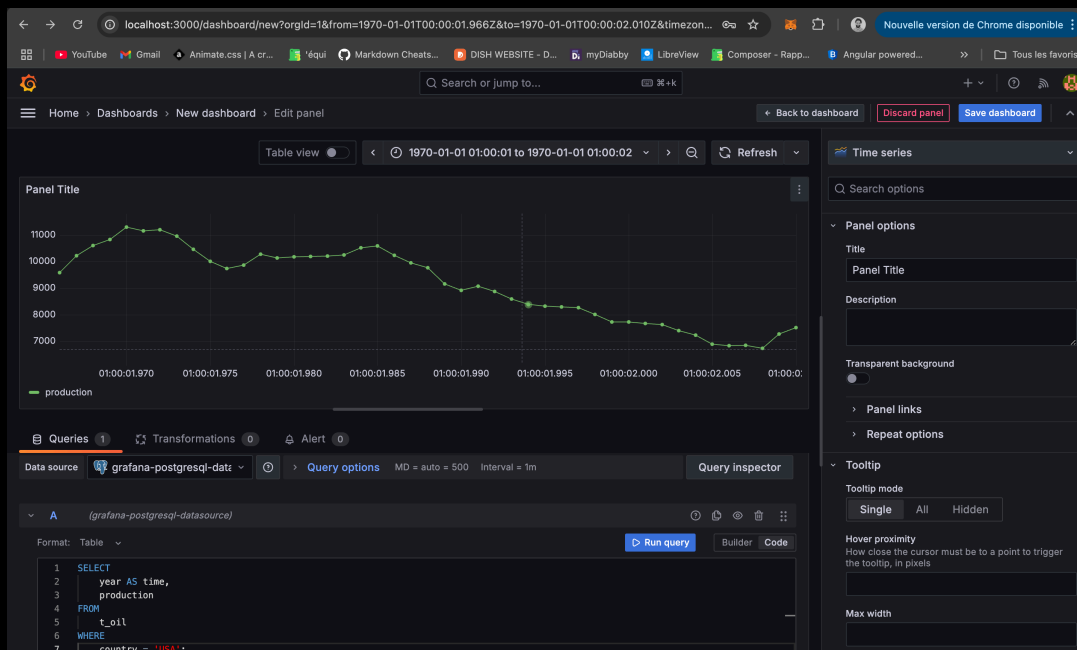 localhost:3000/dashboard/new?orgId=1&from=1970-01-01T00:00:01.966Z&to=1970-01-01T00:00:02.010Z&timezon...
Nouvelle version de Chrome disponible
YouTube
Gmail
Animate.css | A cr...
'équi
Markdown Cheats...
DISH WEBSITE - D...
myDiabby
LibreView
Composer - Rapp...
Angular powered...
»
Tous les favoris
Search or jump to...
⌘+k
Home › Dashboards › New dashboard › Edit panel
← Back to dashboard
Discard panel
Save dashboard
Table view
1970-01-01 01:00:01 to 1970-01-01 01:00:02
Refresh
Time series
Panel Title
Search options
11000
10000
9000
8000
7000
01:00:01.970 01:00:01.975 01:00:01.980 01:00:01.985 01:00:01.990 01:00:01.995 01:00:02.000 01:00:02.005 01:00:0
production
Panel options
Title
Panel Title
Description
Transparent background
Panel links
Repeat options
Queries 1
Transformations 0
Alert 0
Data source
grafana-postgresql-data
Query options
MD = auto = 500
Interval = 1m
Query inspector
Tooltip
Tooltip mode
Single
All
Hidden
A
(grafana-postgresql-datasource)
Format: Table
Run query
Builder
Code
Hover proximity
How close the cursor must be to a point to trigger
the tooltip, in pixels
Max width
1 SELECT
2 year AS time,
3 production
4 FROM
5 t_oil
6 WHERE
7 country = 'USA';